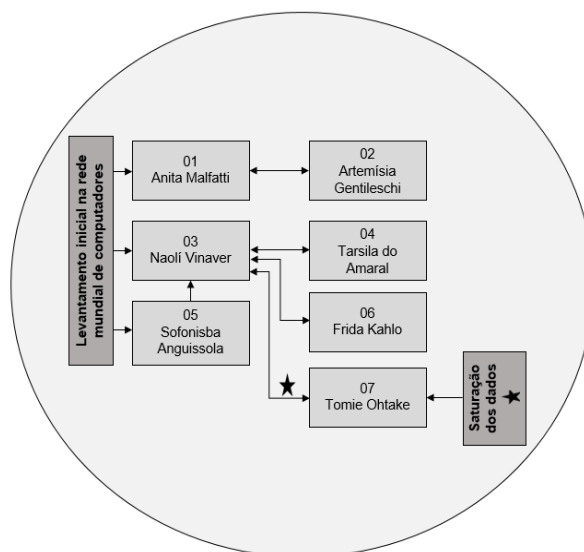 Levantamento inicial na rede
mundial de computadores
01
Anita Malfatti
02
Artemísia
Gentileschi
03
Naolí Vinaver
04
Tarsila do
Amaral
05
Sofonisba
Anguissola
06
Frida Kahlo
07
Tomie Ohtake
Saturação
dos dados